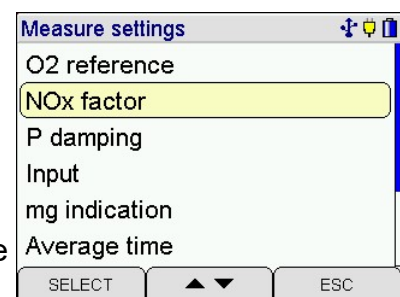 Measure settings
O2 reference
NOx factor
P damping
Input
mg indication
e
Average time
SELECT ▲ ▼ ESC